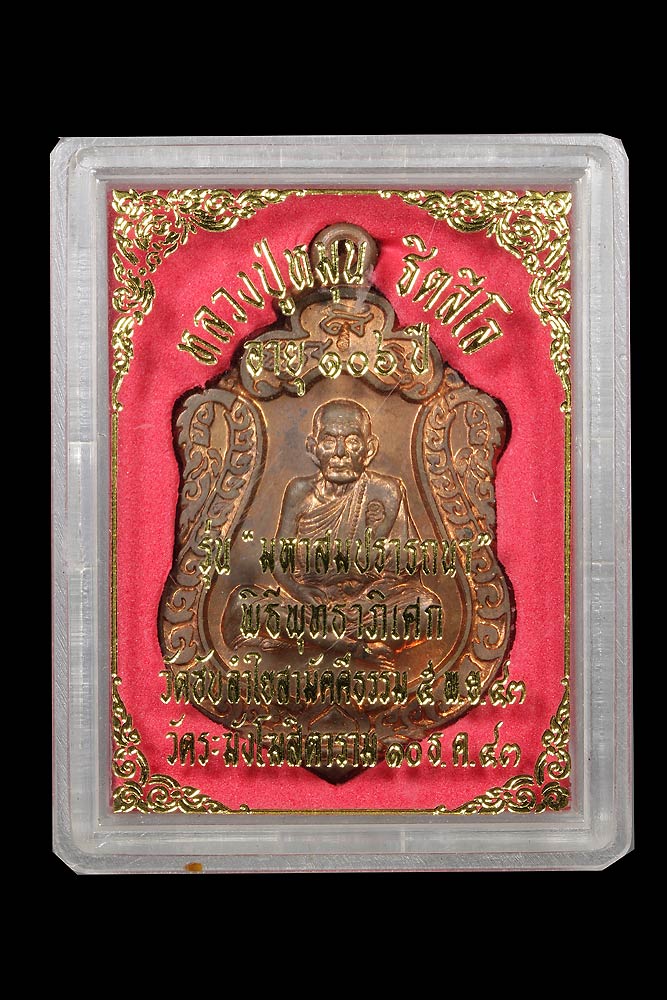 หลวงปู่หมุน ฐิตสีโล
อายุ ๑๐๖ ปี
รุ่น "มหาสมปรารถนา"
พิธีพุทธาภิเศก
วัดซับลำใยสามัคคีธรรม ๕ พ.ย.๔๓
วัดระฆังโฆสิตาราม ๑๐ ธ.ค.๔๓